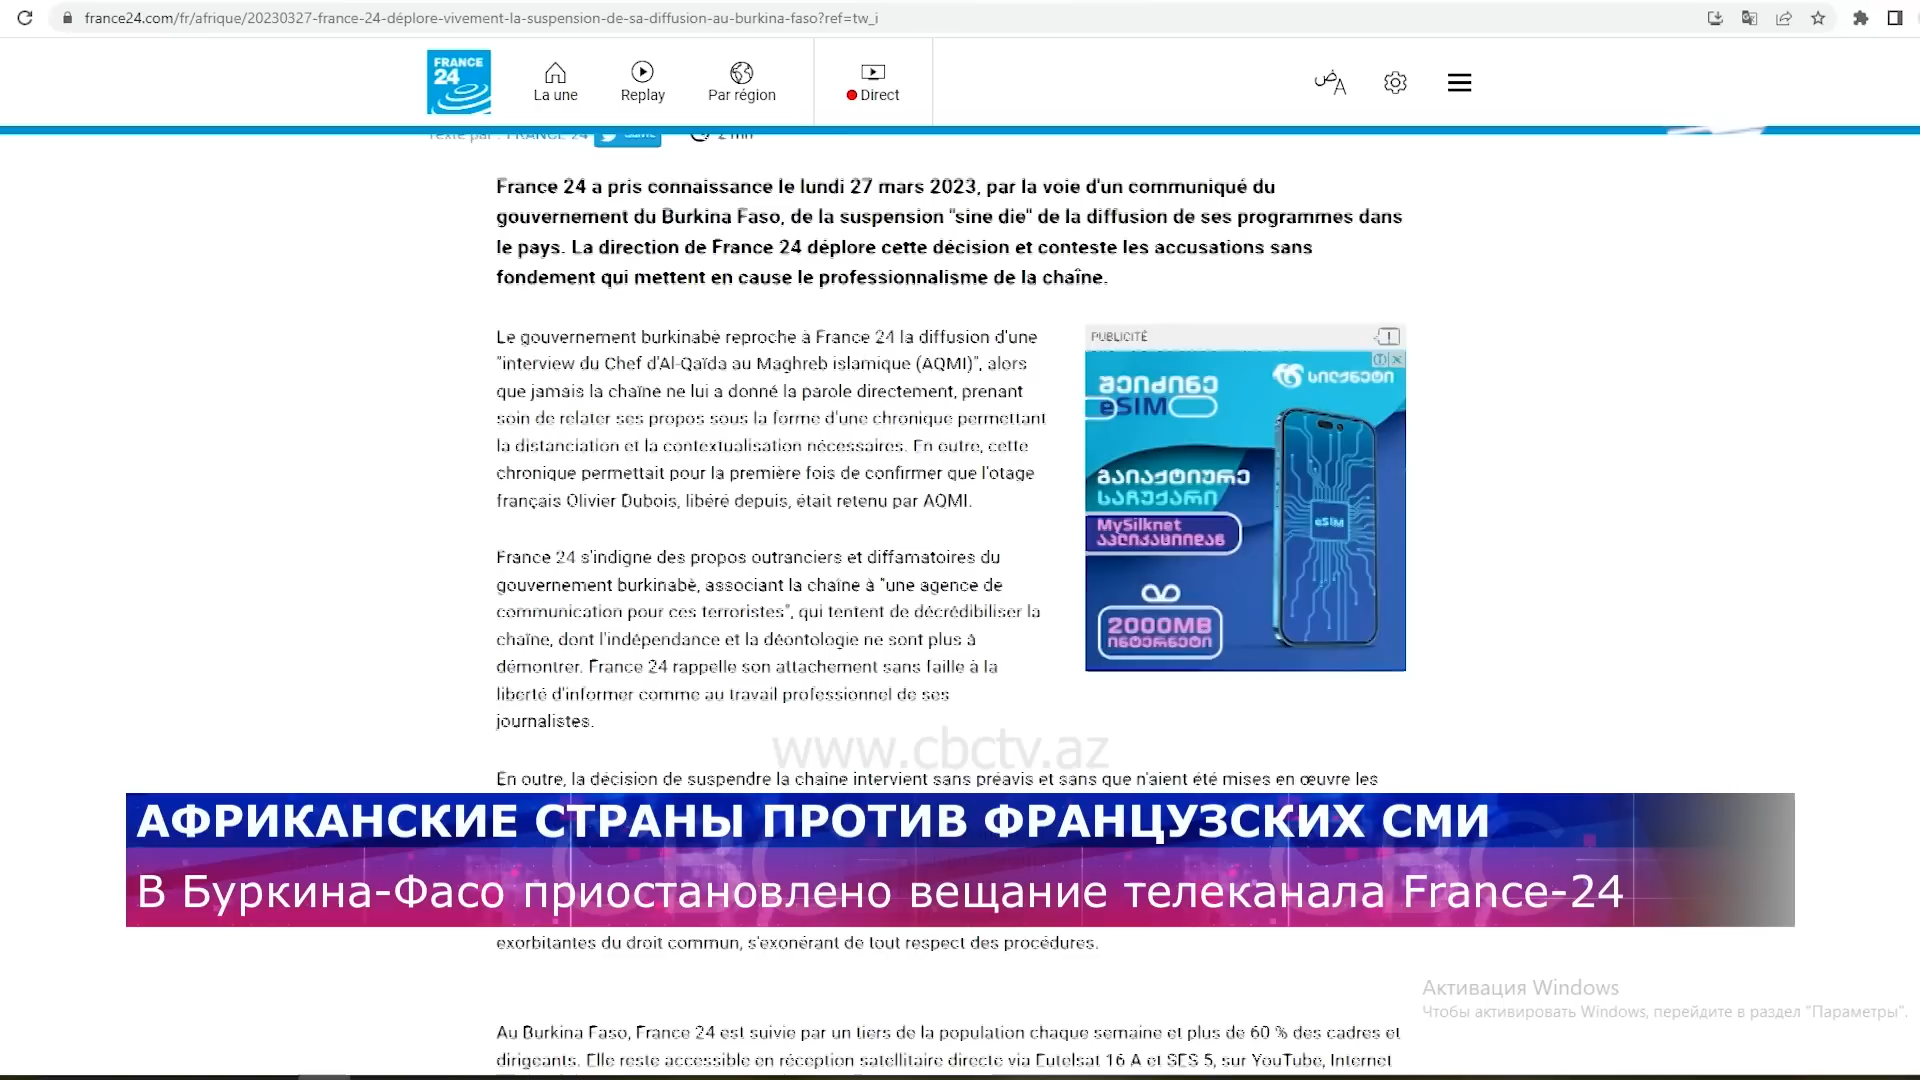 france24.com/fr/afrique/20230327-france-24-déplore-vivement-la-suspension-de-sa-diffusion-au-burkina-faso?ref=tw_i
FRANCE
24
La une
Replay
Par région
Direct
Texte par : FRANCE 24
2 min
France 24 a pris connaissance le lundi 27 mars 2023, par la voie d'un communiqué du
gouvernement du Burkina Faso, de la suspension "sine die" de la diffusion de ses programmes dans
le pays. La direction de France 24 déplore cette décision et conteste les accusations sans
fondement qui mettent en cause le professionnalisme de la chaîne.
Le gouvernement burkinabè reproche à France 24 la diffusion d'une
"interview du Chef d'Al-Qaïda au Maghreb islamique (AQMI)", alors
que jamais la chaîne ne lui a donné la parole directement, prenant
soin de relater ses propos sous la forme d'une chronique permettant
la distanciation et la contextualisation nécessaires. En outre, cette
chronique permettait pour la première fois de confirmer que l'otage
français Olivier Dubois, libéré depuis, était retenu par AQMI.
PUBLICITÉ
შეიძინე
eSIM
სილქნეტი
გაიაქტიურე
საჩუქარი
MySilknet
აპლიკაციიდან
eSIM
2000MB
ინტერნეტი
France 24 s'indigne des propos outranciers et diffamatoires du
gouvernement burkinabè, associant la chaîne à "une agence de
communication pour ces terroristes", qui tentent de décrédibiliser la
chaîne, dont l'indépendance et la déontologie ne sont plus à
démontrer. France 24 rappelle son attachement sans faille à la
liberté d'informer comme au travail professionnel de ses
journalistes.
www.cbctv.az
En outre, la décision de suspendre la chaine intervient sans préavis et sans que n'aient été mises en œuvre les
АФРИКАНСКИЕ СТРАНЫ ПРОТИВ ФРАНЦУЗСКИХ СМИ
В Буркина-Фасо приостановлено вещание телеканала France-24
exorbitantes du droit commun, s'exonérant de tout respect des procédures.
Активация Windows
Чтобы активировать Windows, перейдите в раздел "Параметры".
Au Burkina Faso, France 24 est suivie par un tiers de la population chaque semaine et plus de 60 % des cadres et
dirigeants. Elle reste accessible en réception satellitaire directe via Eutelsat 16 A et SES 5, sur YouTube, Internet